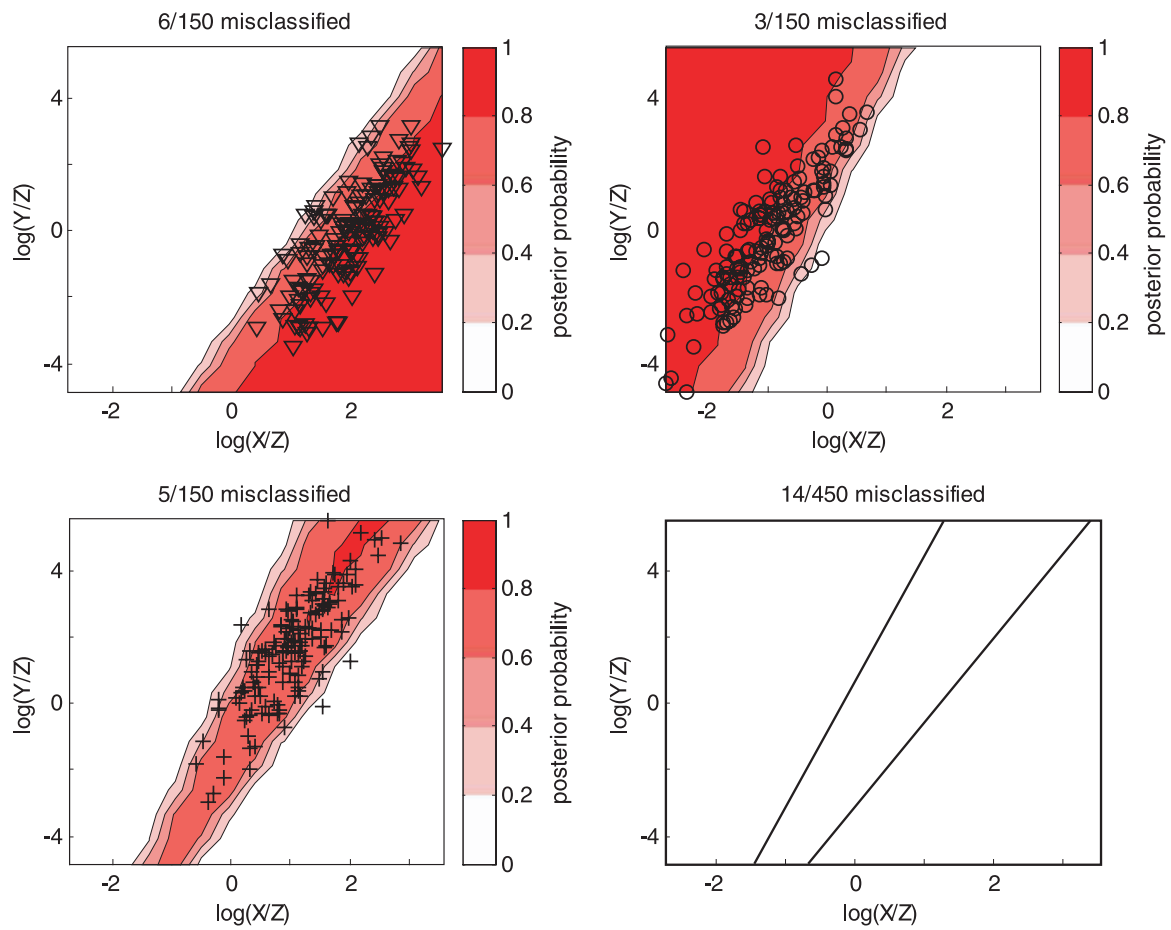 6/150 misclassified
3/150 misclassified
1
0.8
0.6
0.4
0.2
0
posterior probability
4
0
-4
log(Y/Z)
-2
0
2
log(X/Z)
1
0.8
0.6
0.4
0.2
0
posterior probability
4
0
-4
log(Y/Z)
-2
0
2
log(X/Z)
5/150 misclassified
14/450 misclassified
1
0.8
0.6
0.4
0.2
0
posterior probability
4
0
-4
log(Y/Z)
-2
0
2
log(X/Z)
4
0
-4
log(Y/Z)
-2
0
2
log(X/Z)